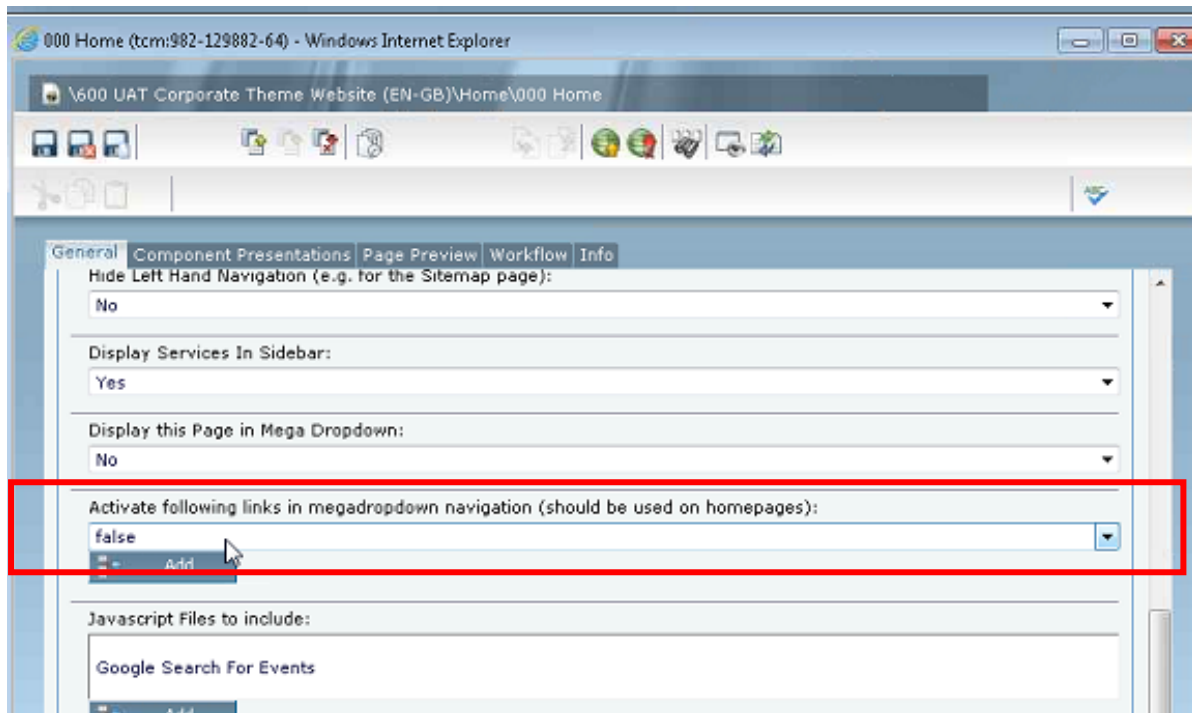 000 Home (tcm:982-129882-64) - Windows Internet Explorer
\600 UAT Corporate Theme Website (EN-GB)\Home\000 Home
ABC
General Component Presentations Page Preview Workflow Info
Hide Left Hand Navigation (e.g. for the Sitemap page):
No
Display Services In Sidebar:
Yes
Display this Page in Mega Dropdown:
No
Activate following links in megadropdown navigation (should be used on homepages):
false
Add
Javascript Files to include:
Google Search For Events
Add